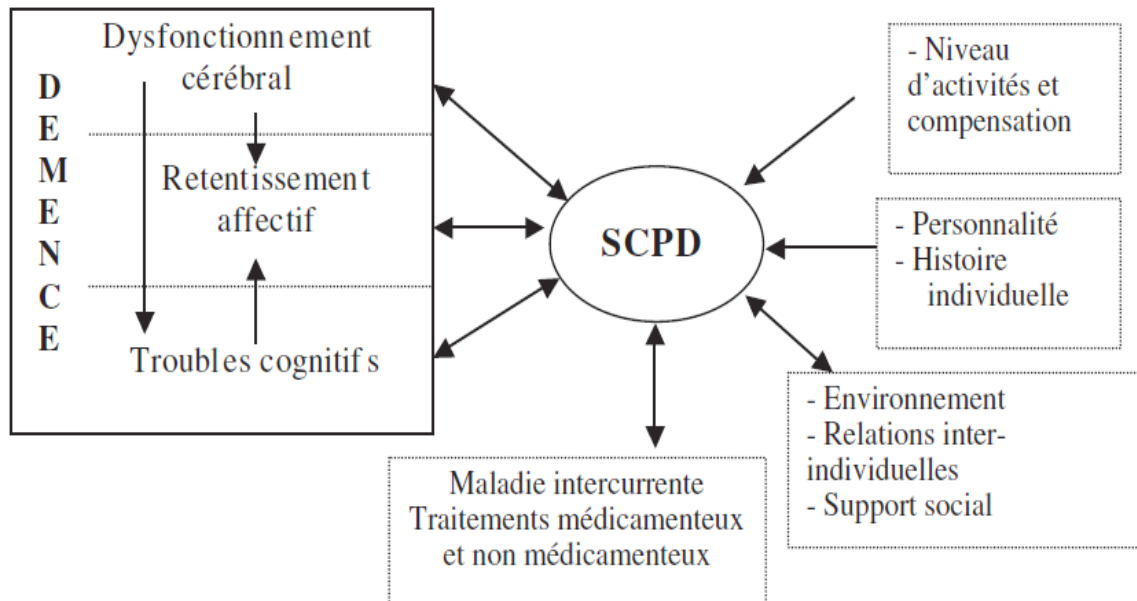 DEMENCE
Dysfonctionnement
cérébral
Retentissement
affectif
Troubles cognitifs
SCPD
- Niveau
d'activités et
compensation
- Personnalité
- Histoire
individuelle
- Environnement
- Relations inter-
individuelles
- Support social
Maladie intercurrente
Traitements médicamenteux
et non médicamenteux